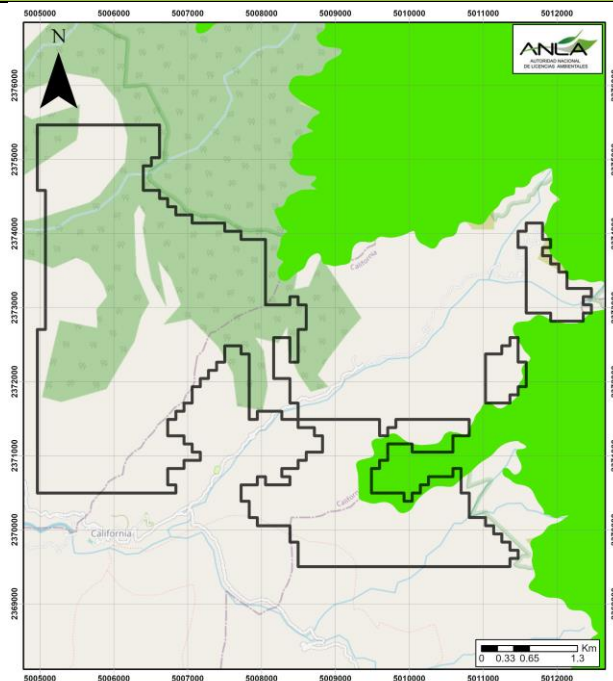 5005000 5006000 5007000 5008000 5009000 5010000 5011000 5012000
N
ANLA
AUTORIDAD NACIONAL
DE LICENCIAS AMBIENTALES
2376000
2375000
2374000
California
2373000
2372000
2371000
2370000
California
2369000
Km
0 0.33 0.65 1.3
5005000 5006000 5007000 5008000 5009000 5010000 5011000 5012000